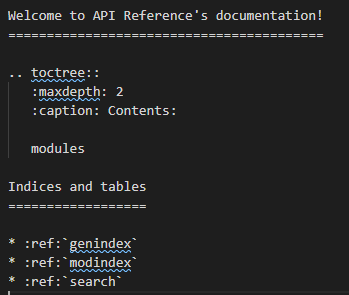 Welcome to API Reference's documentation!
=========================================
.. toctree::
   :maxdepth: 2
   :caption: Contents:
   modules
Indices and tables
==================
* :ref:`genindex`
* :ref:`modindex`
* :ref:`search`